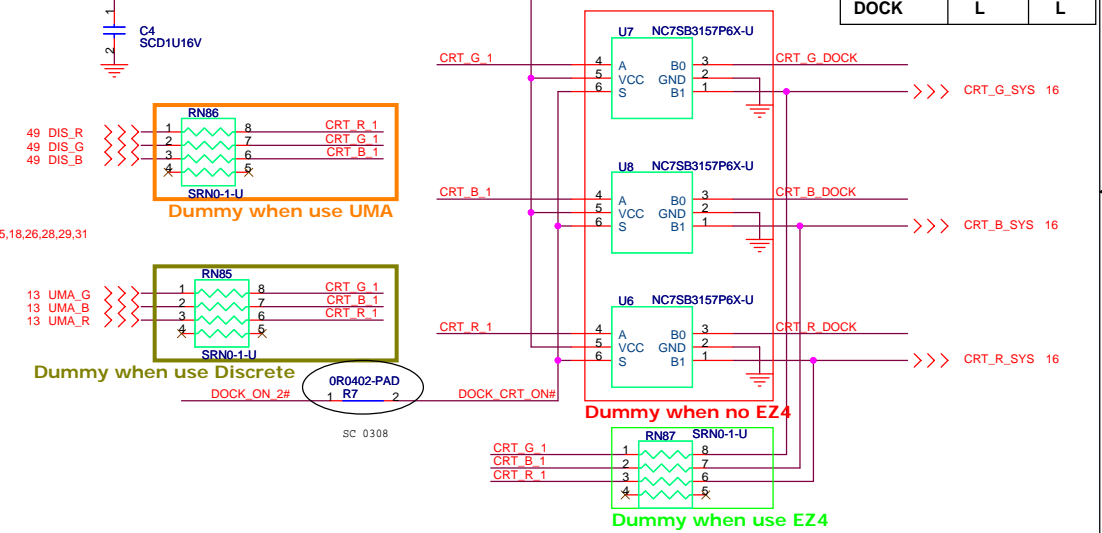 DOCK L L
1
C4
SCD1U16V
2
U7 NC7SB3157P6X-U
CRT_G_1 4 A B0 3 CRT_G_DOCK
5 VCC GND 2
6 S B1 1 CRT_G_SYS 16
RN86
49 DIS_R 1 8 CRT_R_1
49 DIS_G 2 7 CRT_G_1
49 DIS_B 3 6 CRT_B_1
4 5
SRN0-1-U
Dummy when use UMA
U8 NC7SB3157P6X-U
CRT_B_1 4 A B0 3 CRT_B_DOCK
5 VCC GND 2
6 S B1 1 CRT_B_SYS 16
5,18,26,28,29,31
RN85
13 UMA_G 1 8 CRT_G_1
13 UMA_B 2 7 CRT_B_1
13 UMA_R 3 6 CRT_R_1
4 5
SRN0-1-U
Dummy when use Discrete
U6 NC7SB3157P6X-U
CRT_R_1 4 A B0 3 CRT_R_DOCK
5 VCC GND 2
6 S B1 1 CRT_R_SYS 16
0R0402-PAD
DOCK_ON_2# 1 R7 2 DOCK_CRT_ON#
SC 0308
Dummy when no EZ4
RN87 SRN0-1-U
CRT_G_1 1 8
CRT_B_1 2 7
CRT_R_1 3 6
4 5
Dummy when use EZ4